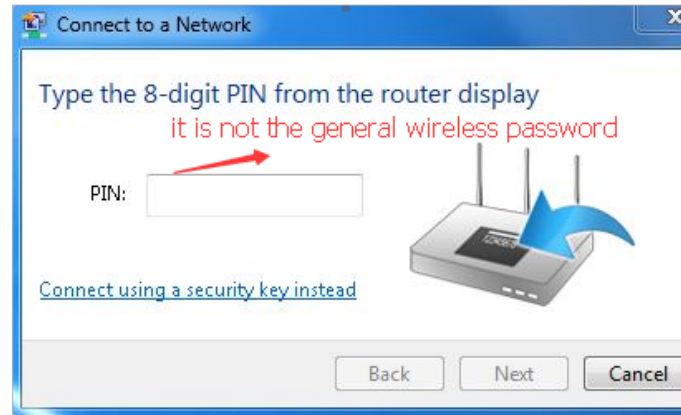 Connect to a Network
Type the 8-digit PIN from the router display
it is not the general wireless password
PIN:
Connect using a security key instead
Back Next Cancel